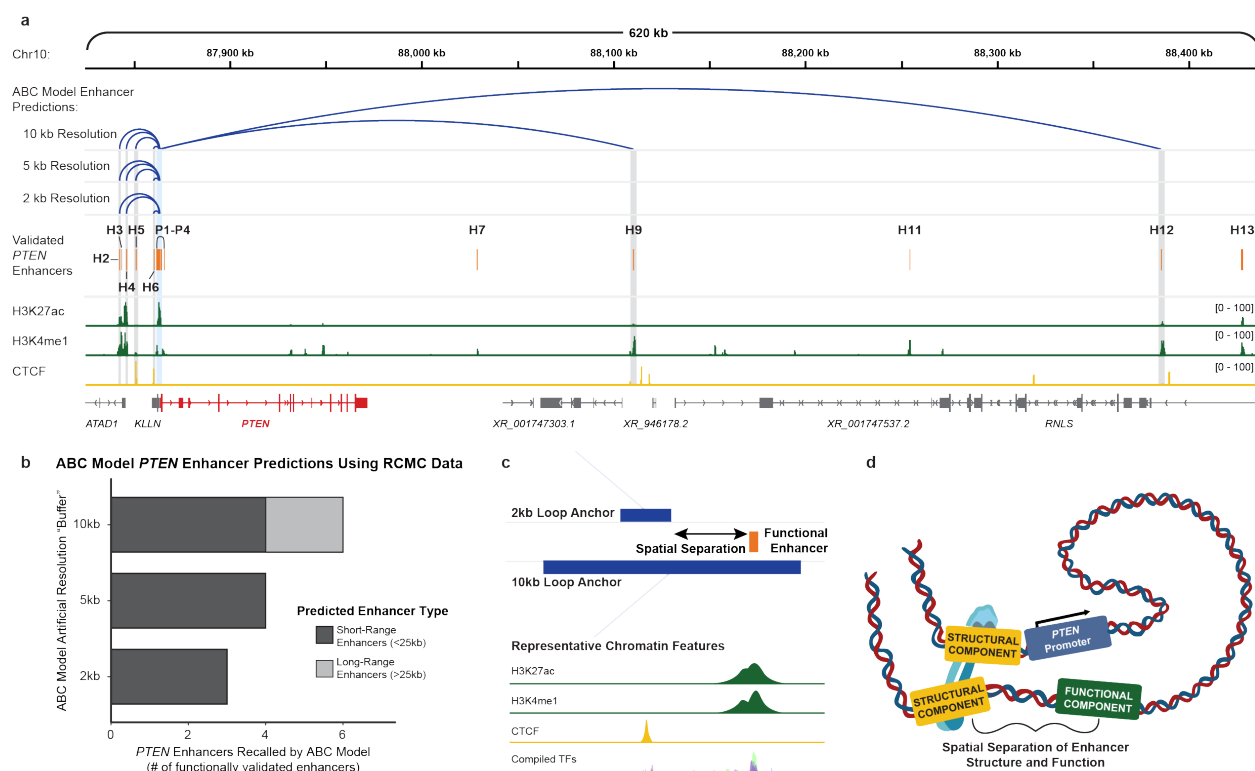 a
620 kb
Chr10:
87,900 kb 88,000 kb 88,100 kb 88,200 kb 88,300 kb 88,400 kb
ABC Model Enhancer
Predictions:
10 kb Resolution
5 kb Resolution
2 kb Resolution
H3 H5 P1-P4 H7 H9 H11 H12 H13
Validated
PTEN
Enhancers
H2
H4 H6
H3K27ac [0 - 100]
H3K4me1 [0 - 100]
CTCF [0 - 100]
ATAD1 KLLN PTEN XR_001747303.1 XR_946178.2 XR_001747537.2 RNLS
b
ABC Model PTEN Enhancer Predictions Using RCMC Data
ABC Model Artificial Resolution "Buffer"
10kb
5kb
2kb
0 2 4 6
PTEN Enhancers Recalled by ABC Model
(# of functionally validated enhancers)
Predicted Enhancer Type
Short-Range
Enhancers (<25kb)
Long-Range
Enhancers (>25kb)
c
2kb Loop Anchor
Functional
Enhancer
Spatial Separation
10kb Loop Anchor
Representative Chromatin Features
H3K27ac
H3K4me1
CTCF
Compiled TFs
d
STRUCTURAL
COMPONENT
PTEN
Promoter
STRUCTURAL
COMPONENT
FUNCTIONAL
COMPONENT
Spatial Separation of Enhancer
Structure and Function